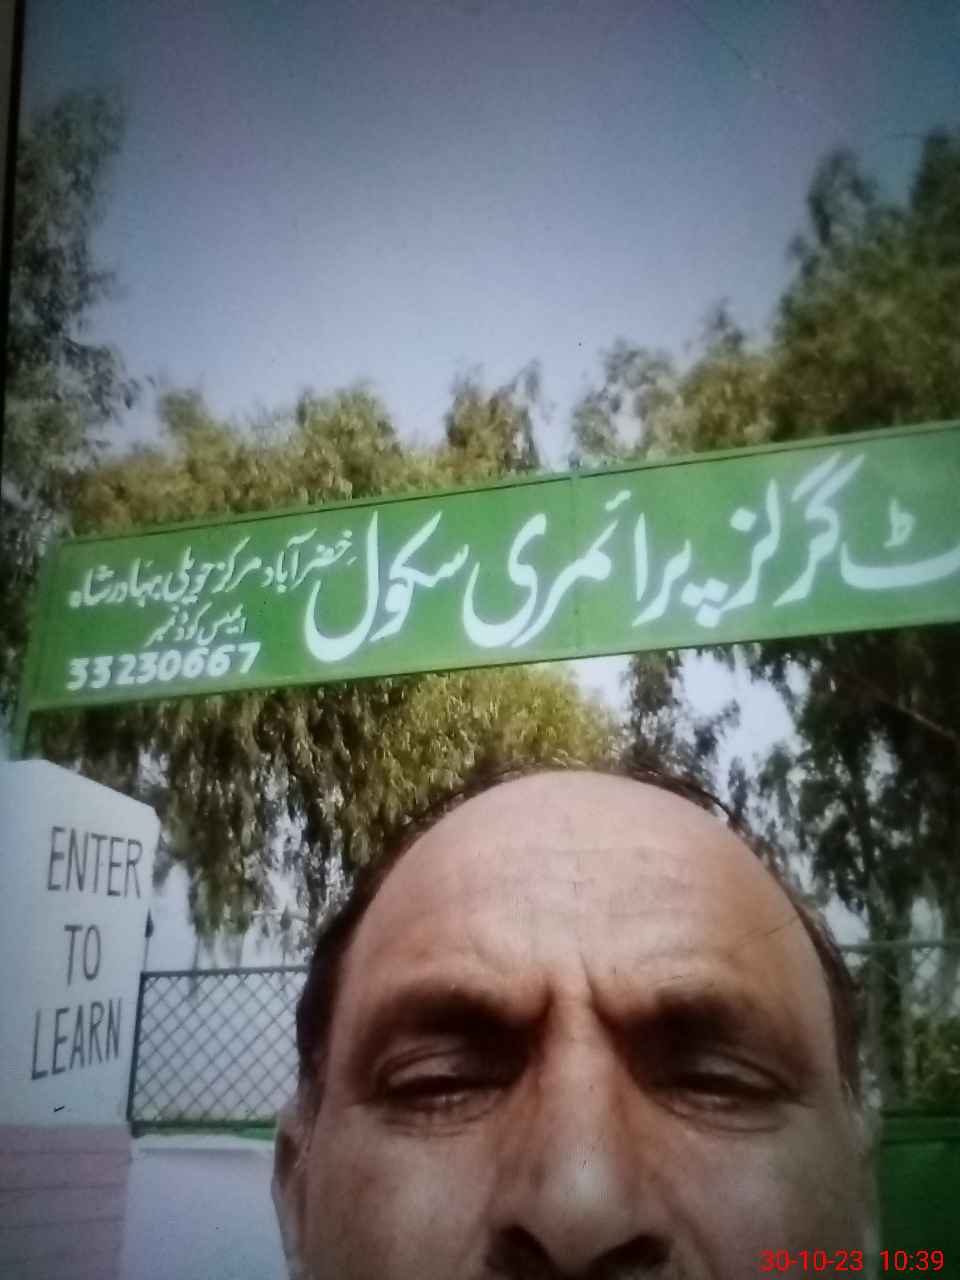 ٹ گرلز پرائمری سکول خضر آباد مرکز حویلی بہادر شاہ
ایمس کوڈ نمبر
33230667
ENTER
TO
LEARN
30-10-23 10:39